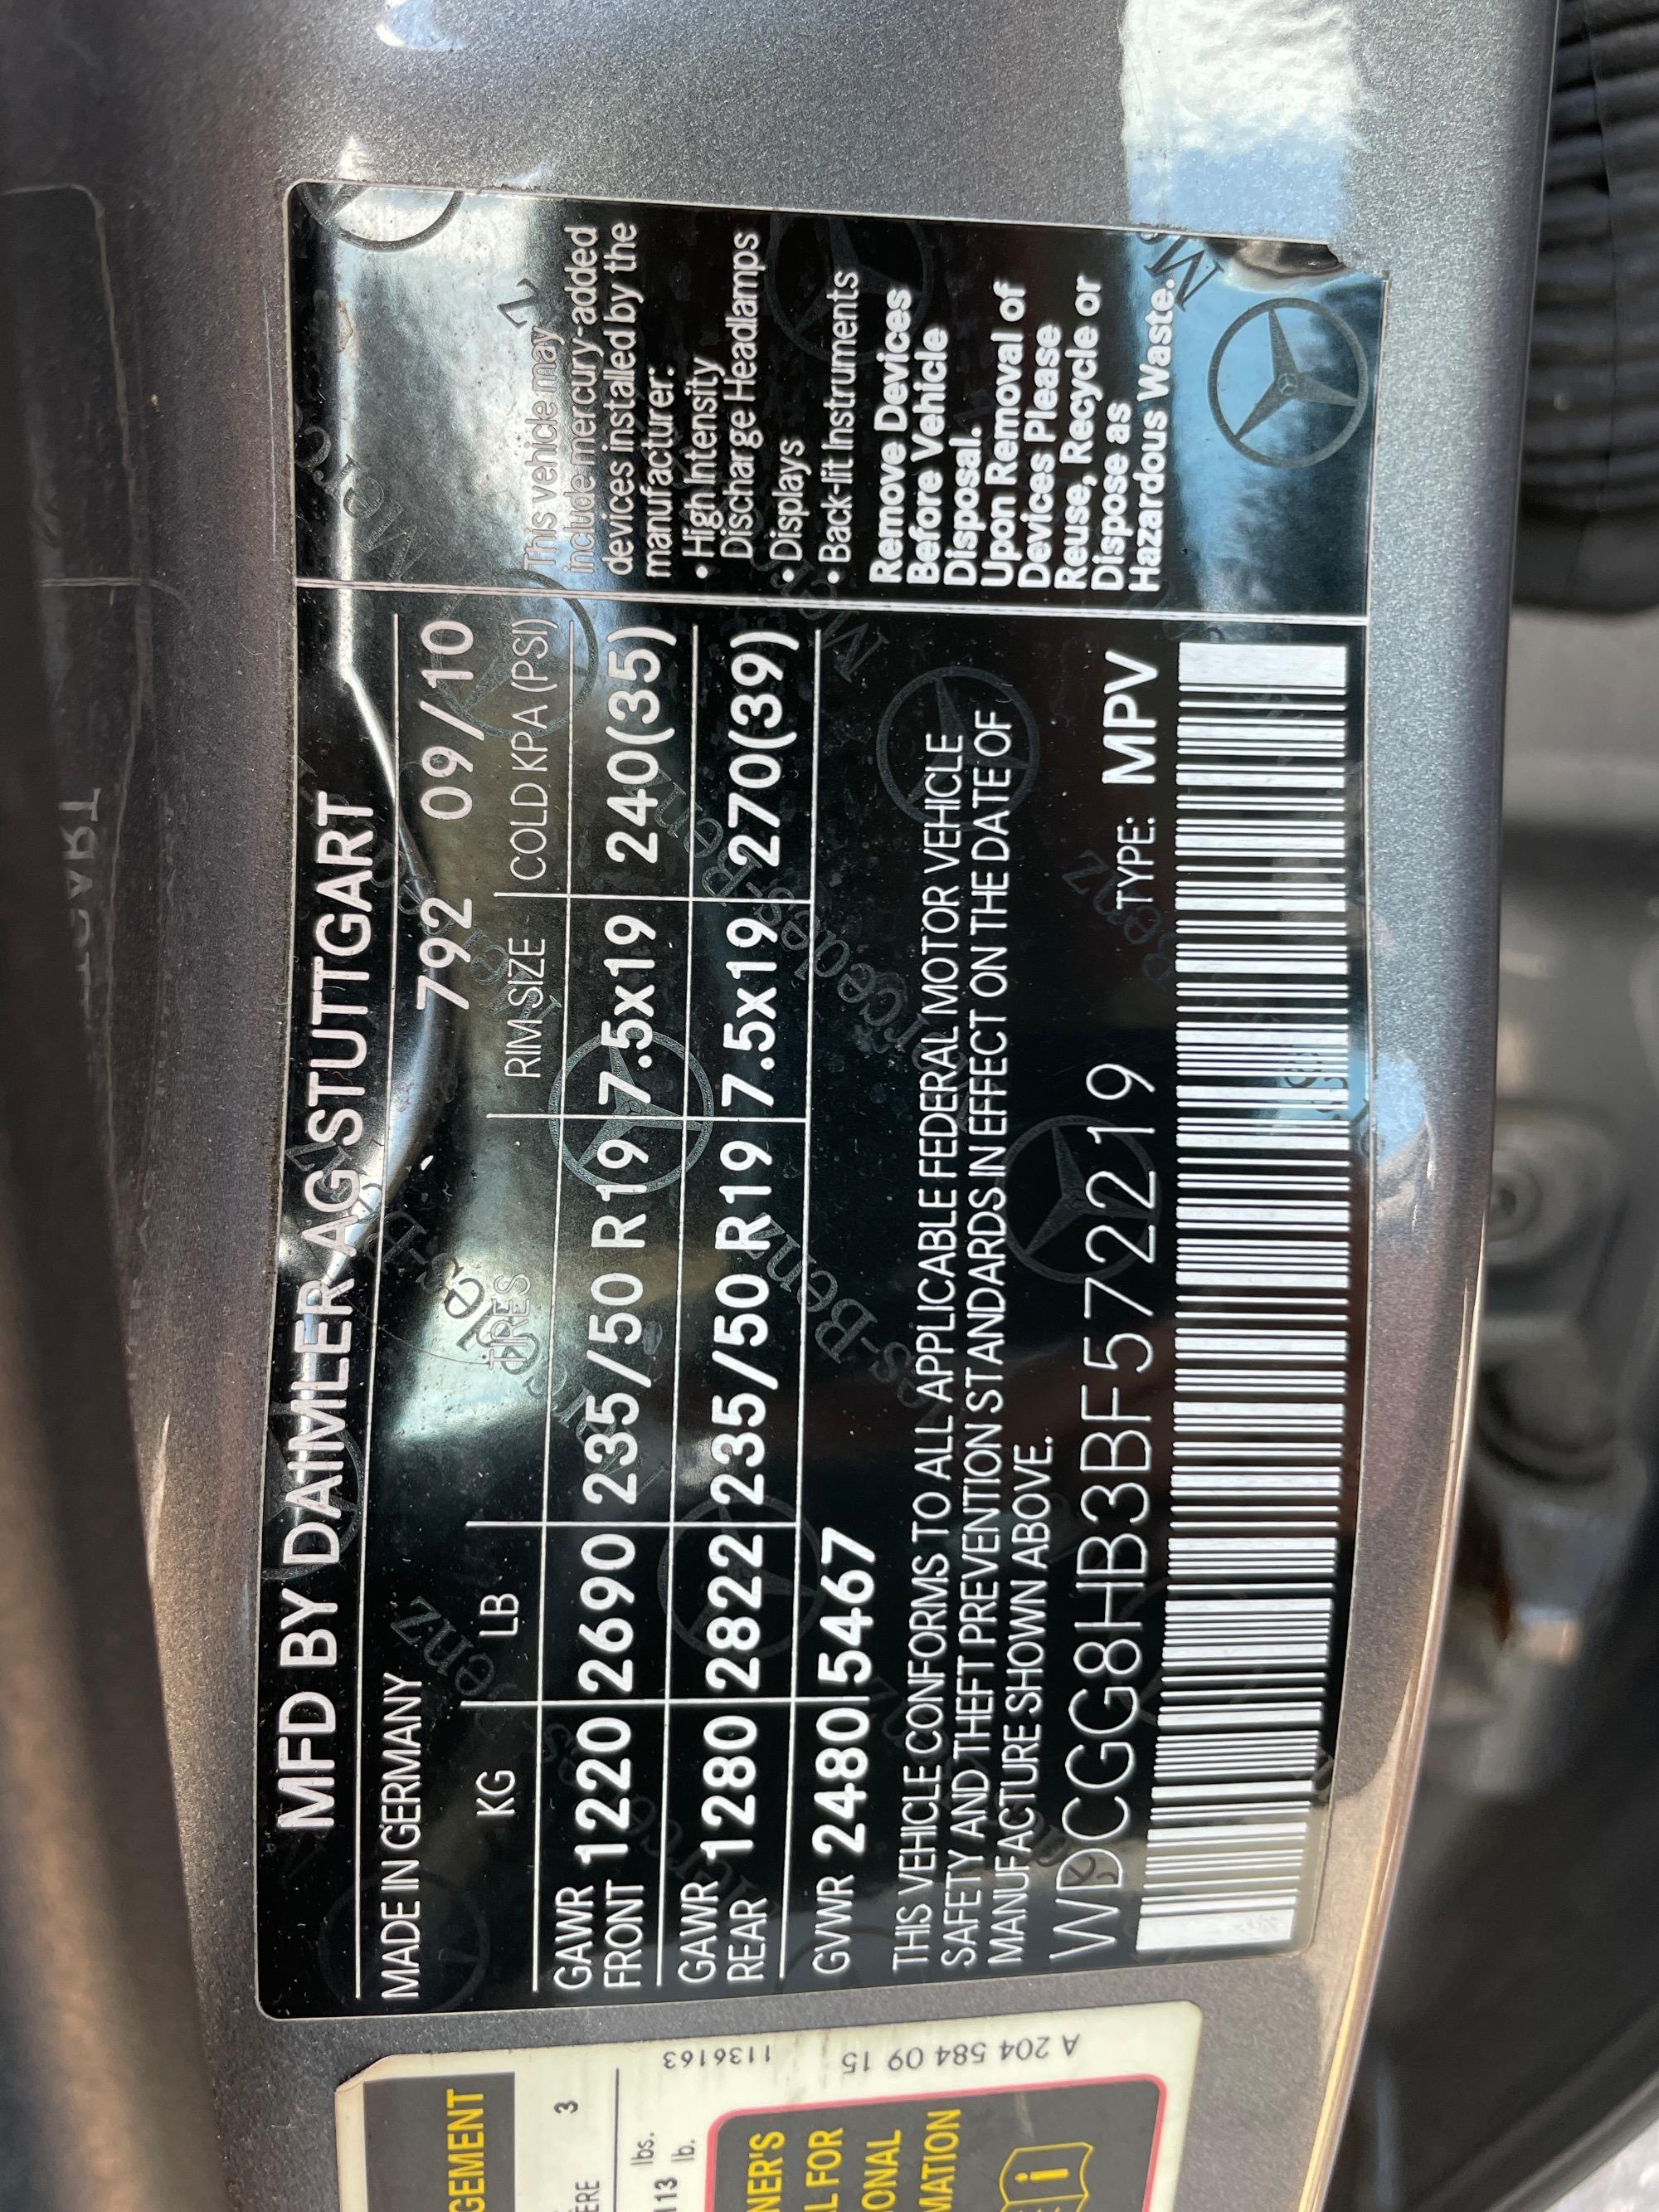 MFD BY DAIMLER AG STUTTGART
MADE IN GERMANY 792 09/10
KG LB TIRES RIM SIZE COLD KPA (PSI)
GAWR
FRONT 1220 2690 235/50 R19 7.5x19 240(35)
GAWR
REAR 1280 2822 235/50 R19 7.5x19 270(39)
GVWR 2480 5467
THIS VEHICLE CONFORMS TO ALL APPLICABLE FEDERAL MOTOR VEHICLE
SAFETY AND THEFT PREVENTION STANDARDS IN EFFECT ON THE DATE OF
MANUFACTURE SHOWN ABOVE.
TYPE: MPV
WDCGG8HB3BF572219
This vehicle may
include mercury-added
devices installed by the
manufacturer:
• High Intensity
Discharge Headlamps
• Displays
• Back-lit Instruments
Remove Devices
Before Vehicle
Disposal.
Upon Removal of
Devices Please
Reuse, Recycle or
Dispose as
Hazardous Waste.
3
lbs.
113 lb.
A 204 584 09 15
1136163